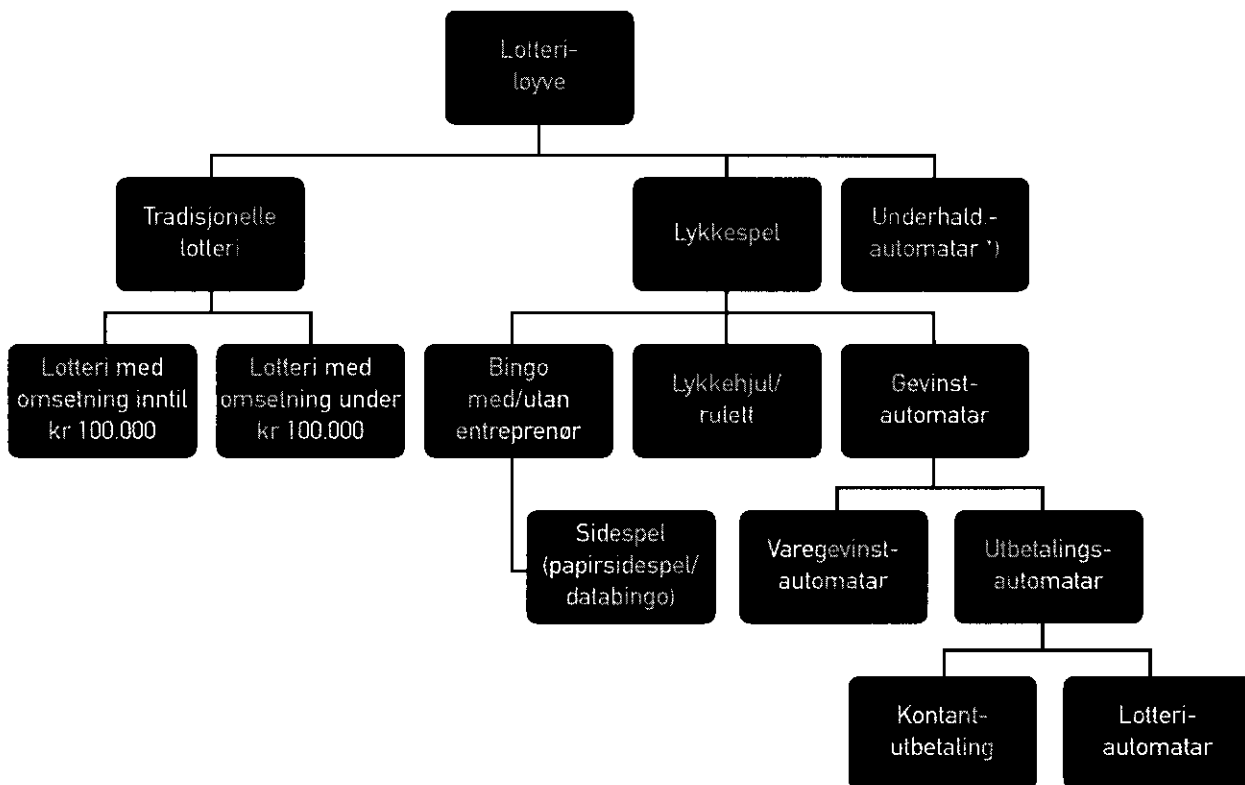 Lotteri-
løyve
Tradisjonelle
lotteri
Lykkespel
Underhald.-
automatar *)
Lotteri med
omsetning inntil
kr 100.000
Lotteri med
omsetning under
kr 100.000
Bingo
med/utan
entreprenør
Lykkehjul/
rulett
Gevinst-
automatar
Sidespel
(papirsidespel/
databingo)
Varegevinst-
automatar
Utbetalings-
automatar
Kontant-
utbetaling
Lotteri-
automatar